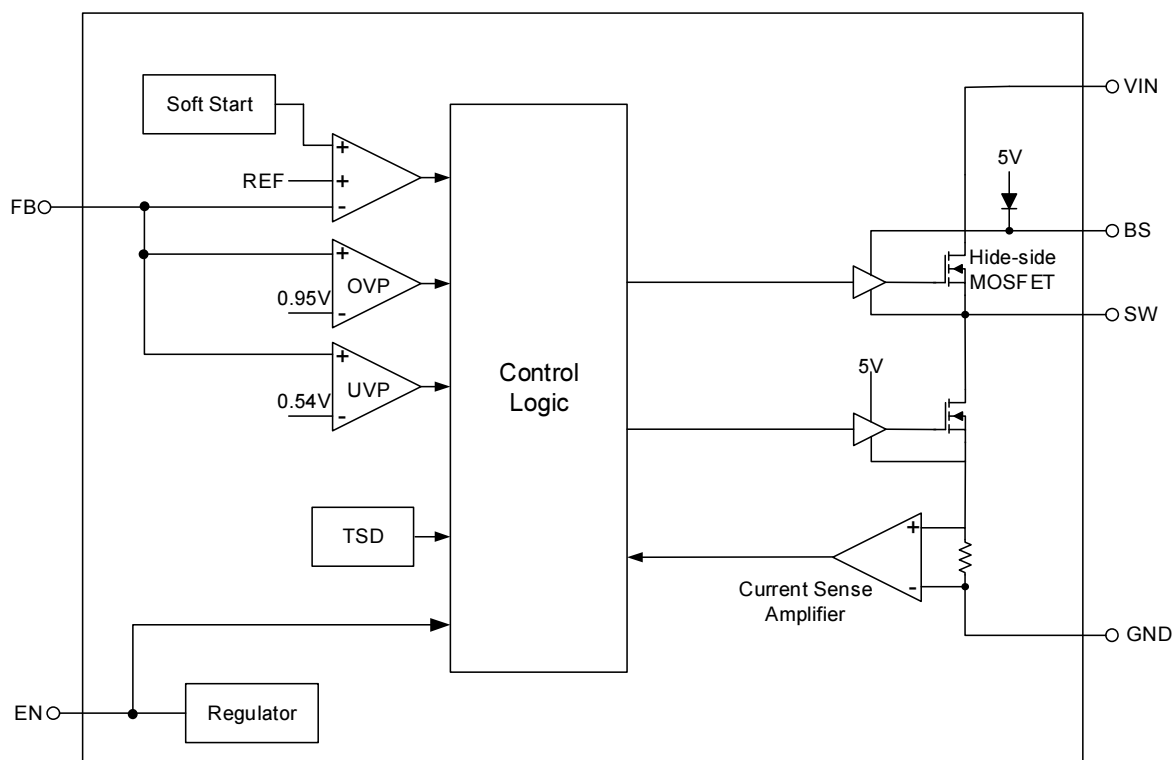 Soft Start
+
REF
+
-
FB
+
OVP
0.95V
-
+
UVP
0.54V
-
Control
Logic
TSD
EN
Regulator
VIN
5V
BS
Hide-side
MOSFET
SW
5V
+
-
Current Sense
Amplifier
GND